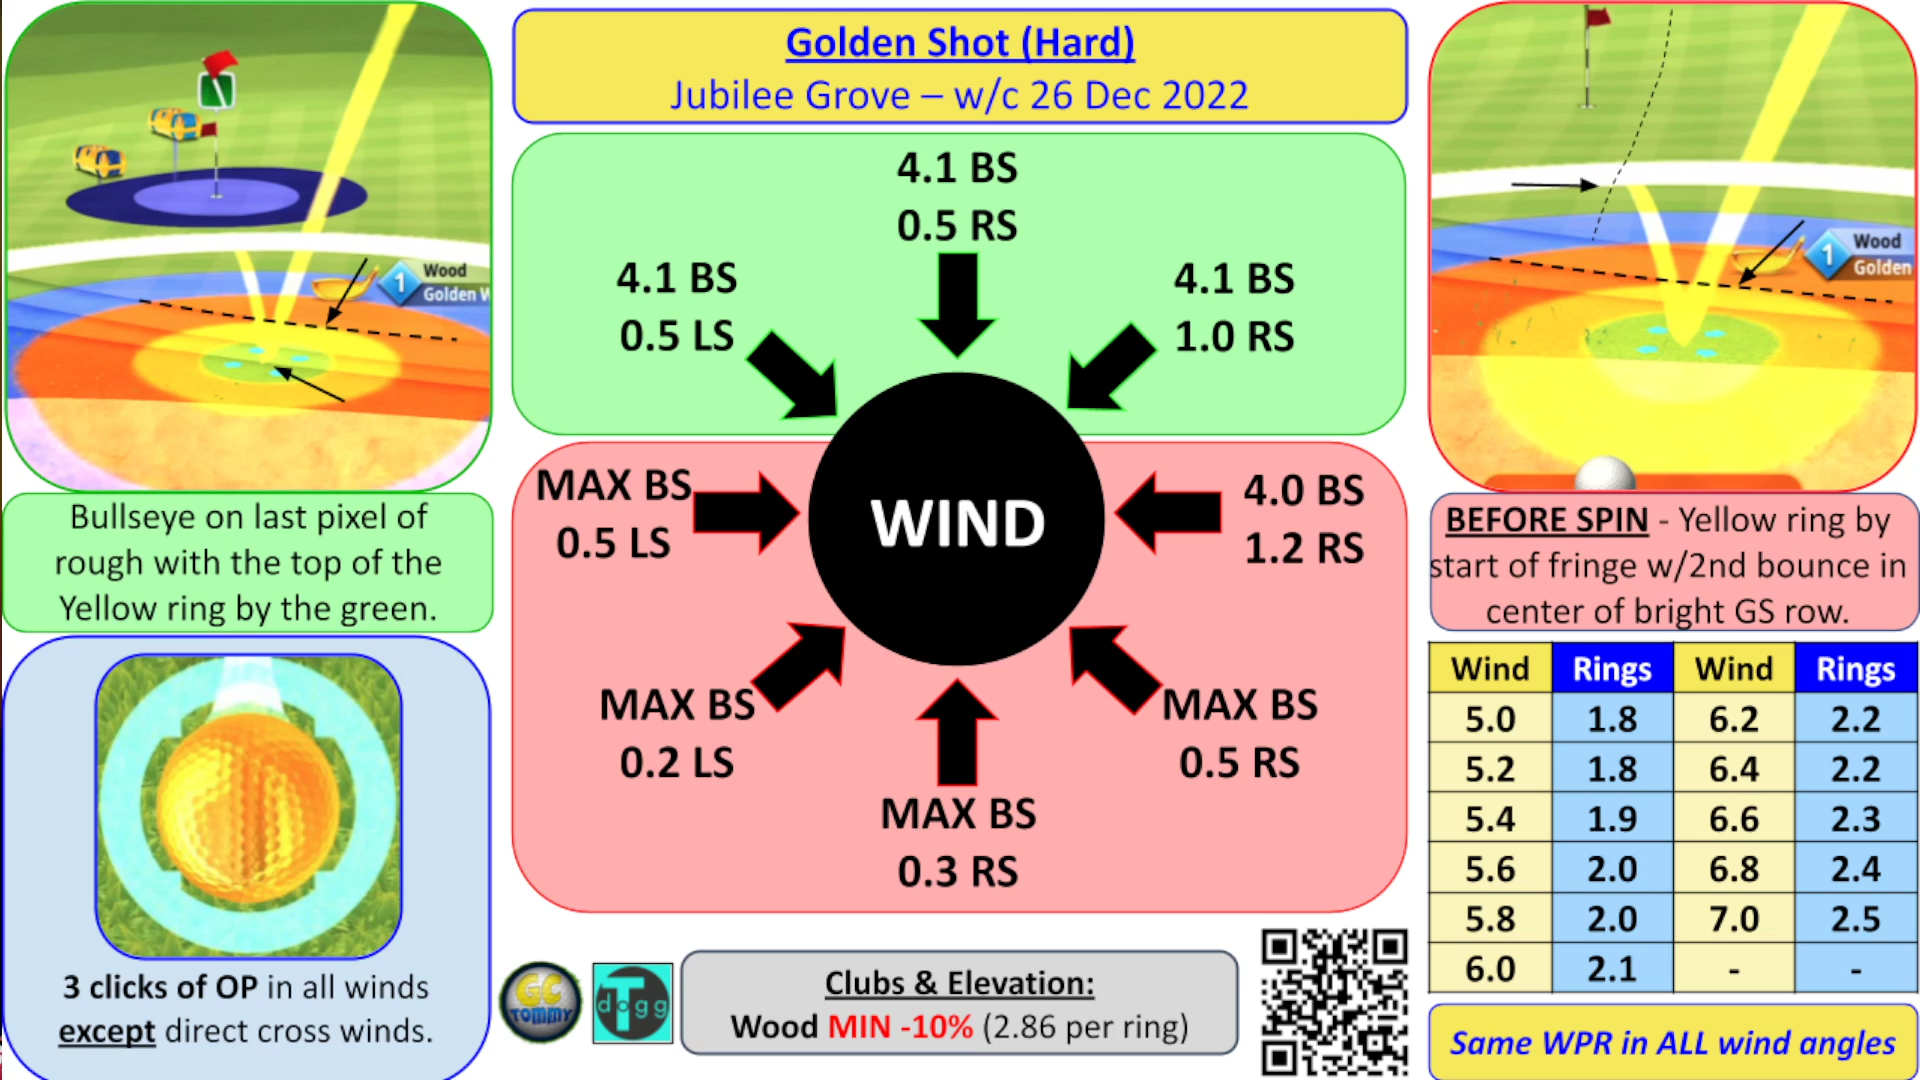 Golden Shot (Hard)
Jubilee Grove – w/c 26 Dec 2022
1 Wood
Golden W
Bullseye on last pixel of
rough with the top of the
Yellow ring by the green.
3 clicks of OP in all winds
except direct cross winds.
4.1 BS
0.5 RS
4.1 BS
0.5 LS
4.1 BS
1.0 RS
MAX BS
0.5 LS
WIND
4.0 BS
1.2 RS
MAX BS
0.2 LS
MAX BS
0.5 RS
MAX BS
0.3 RS
GC
TOMMY
T
dogg
Clubs & Elevation:
Wood MIN -10% (2.86 per ring)
1 Wood
Golden
BEFORE SPIN - Yellow ring by
start of fringe w/2nd bounce in
center of bright GS row.
Wind Rings Wind Rings
5.0 1.8 6.2 2.2
5.2 1.8 6.4 2.2
5.4 1.9 6.6 2.3
5.6 2.0 6.8 2.4
5.8 2.0 7.0 2.5
6.0 2.1 - -
Same WPR in ALL wind angles